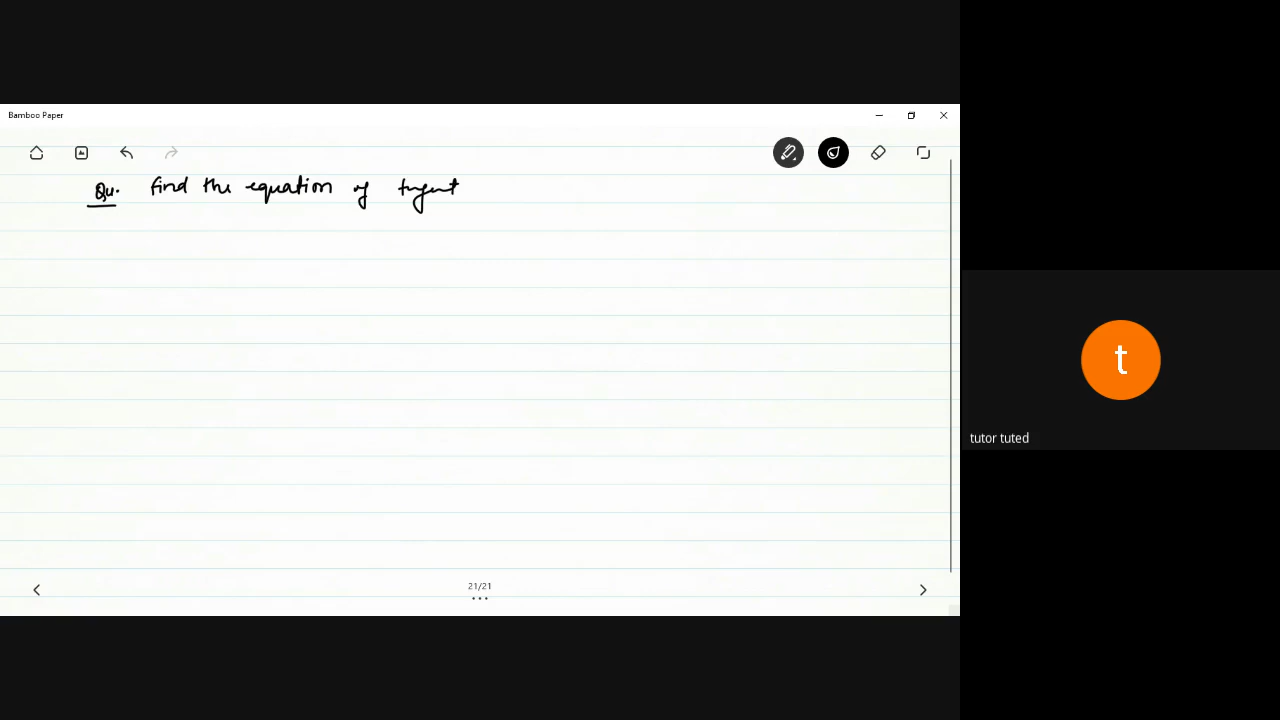 Bamboo Paper
Qu. find the equation of tangent
t
tutor tuted
21/21